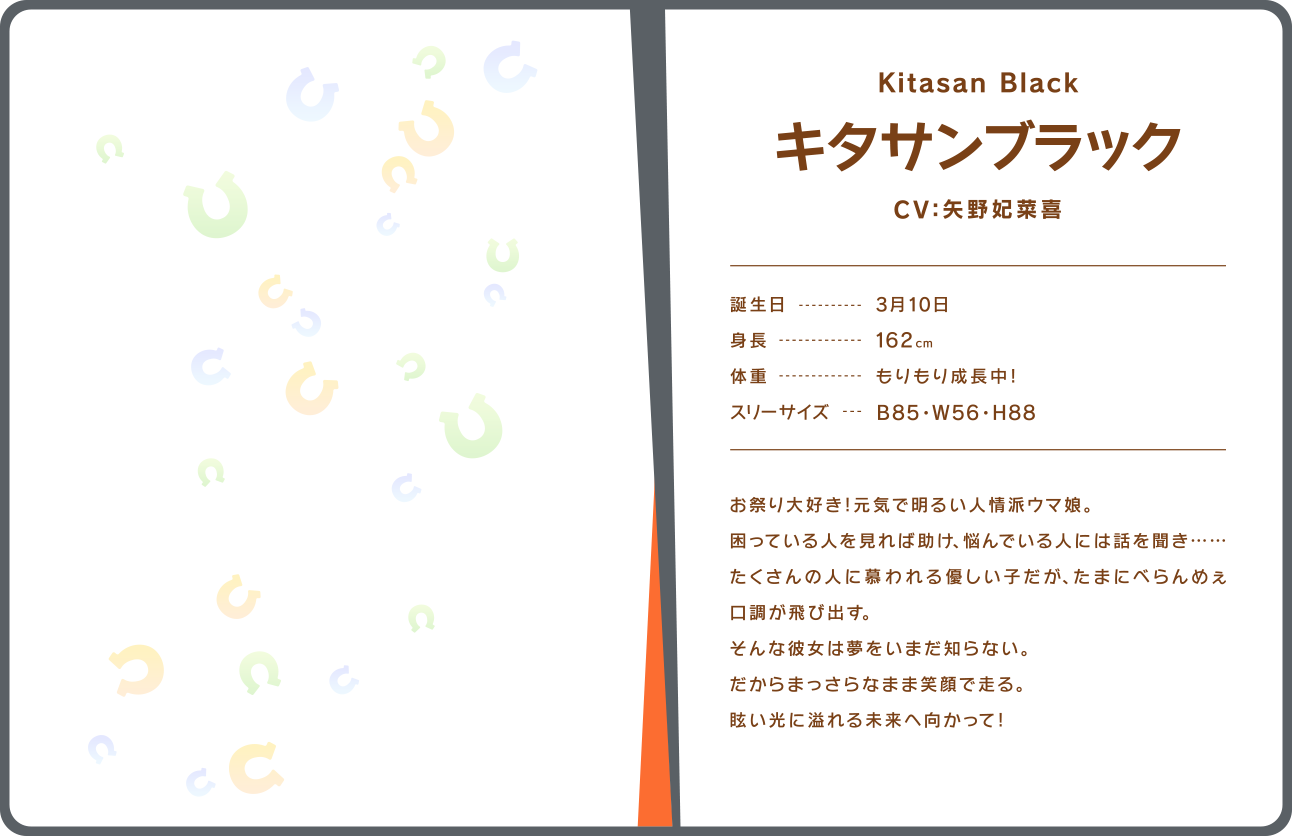 Kitasan Black
キタサンブラック
CV:矢野妃菜喜
誕生日 ---------- 3月10日
身長 ------------- 162cm
体重 ------------- もりもり成長中!
スリーサイズ --- B85・W56・H88
お祭り大好き!元気で明るい人情派ウマ娘。
困っている人を見れば助け、悩んでいる人には話を聞き……
たくさんの人に慕われる優しい子だが、たまにべらんめぇ
口調が飛び出す。
そんな彼女は夢をいまだ知らない。
だからまっさらなまま笑顔で走る。
眩い光に溢れる未来へ向かって!